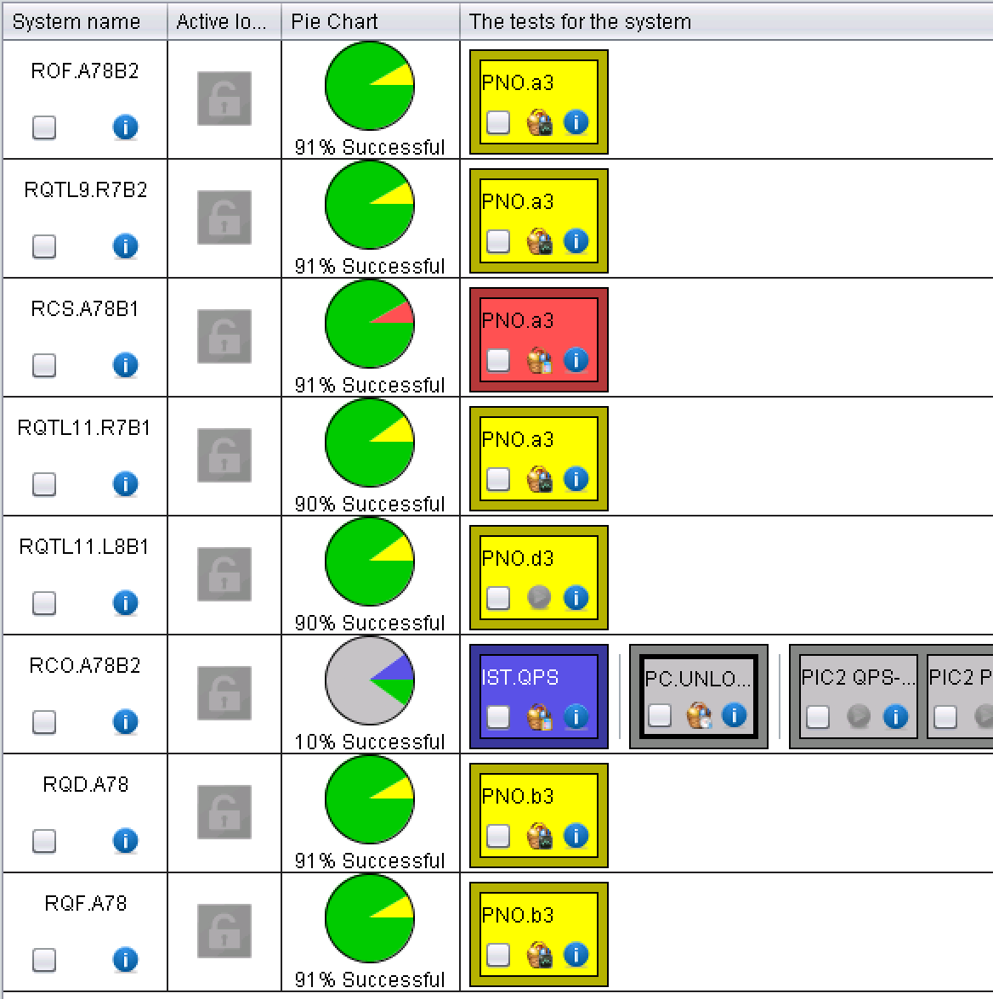 System name Active lo... Pie Chart The tests for the system
ROF.A78B2
PNO.a3
91% Successful
RQTL9.R7B2
PNO.a3
91% Successful
RCS.A78B1
PNO.a3
91% Successful
RQTL11.R7B1
PNO.a3
90% Successful
RQTL11.L8B1
PNO.d3
90% Successful
RCO.A78B2
IST.QPS PC.UNLO... PIC2 QPS-... PIC2 P
10% Successful
RQD.A78
PNO.b3
91% Successful
RQF.A78
PNO.b3
91% Successful